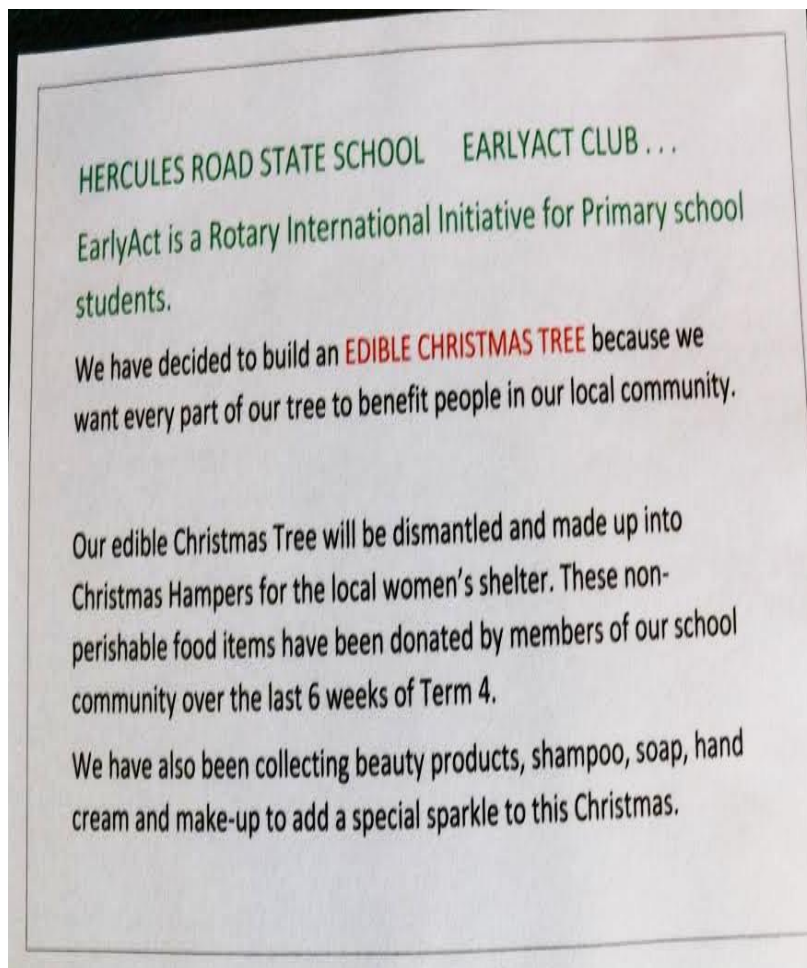 HERCULES ROAD STATE SCHOOL EARLYACT CLUB . . .
EarlyAct is a Rotary International Initiative for Primary school
students.
We have decided to build an EDIBLE CHRISTMAS TREE because we
want every part of our tree to benefit people in our local community.
Our edible Christmas Tree will be dismantled and made up into
Christmas Hampers for the local women's shelter. These non-
perishable food items have been donated by members of our school
community over the last 6 weeks of Term 4.
We have also been collecting beauty products, shampoo, soap, hand
cream and make-up to add a special sparkle to this Christmas.